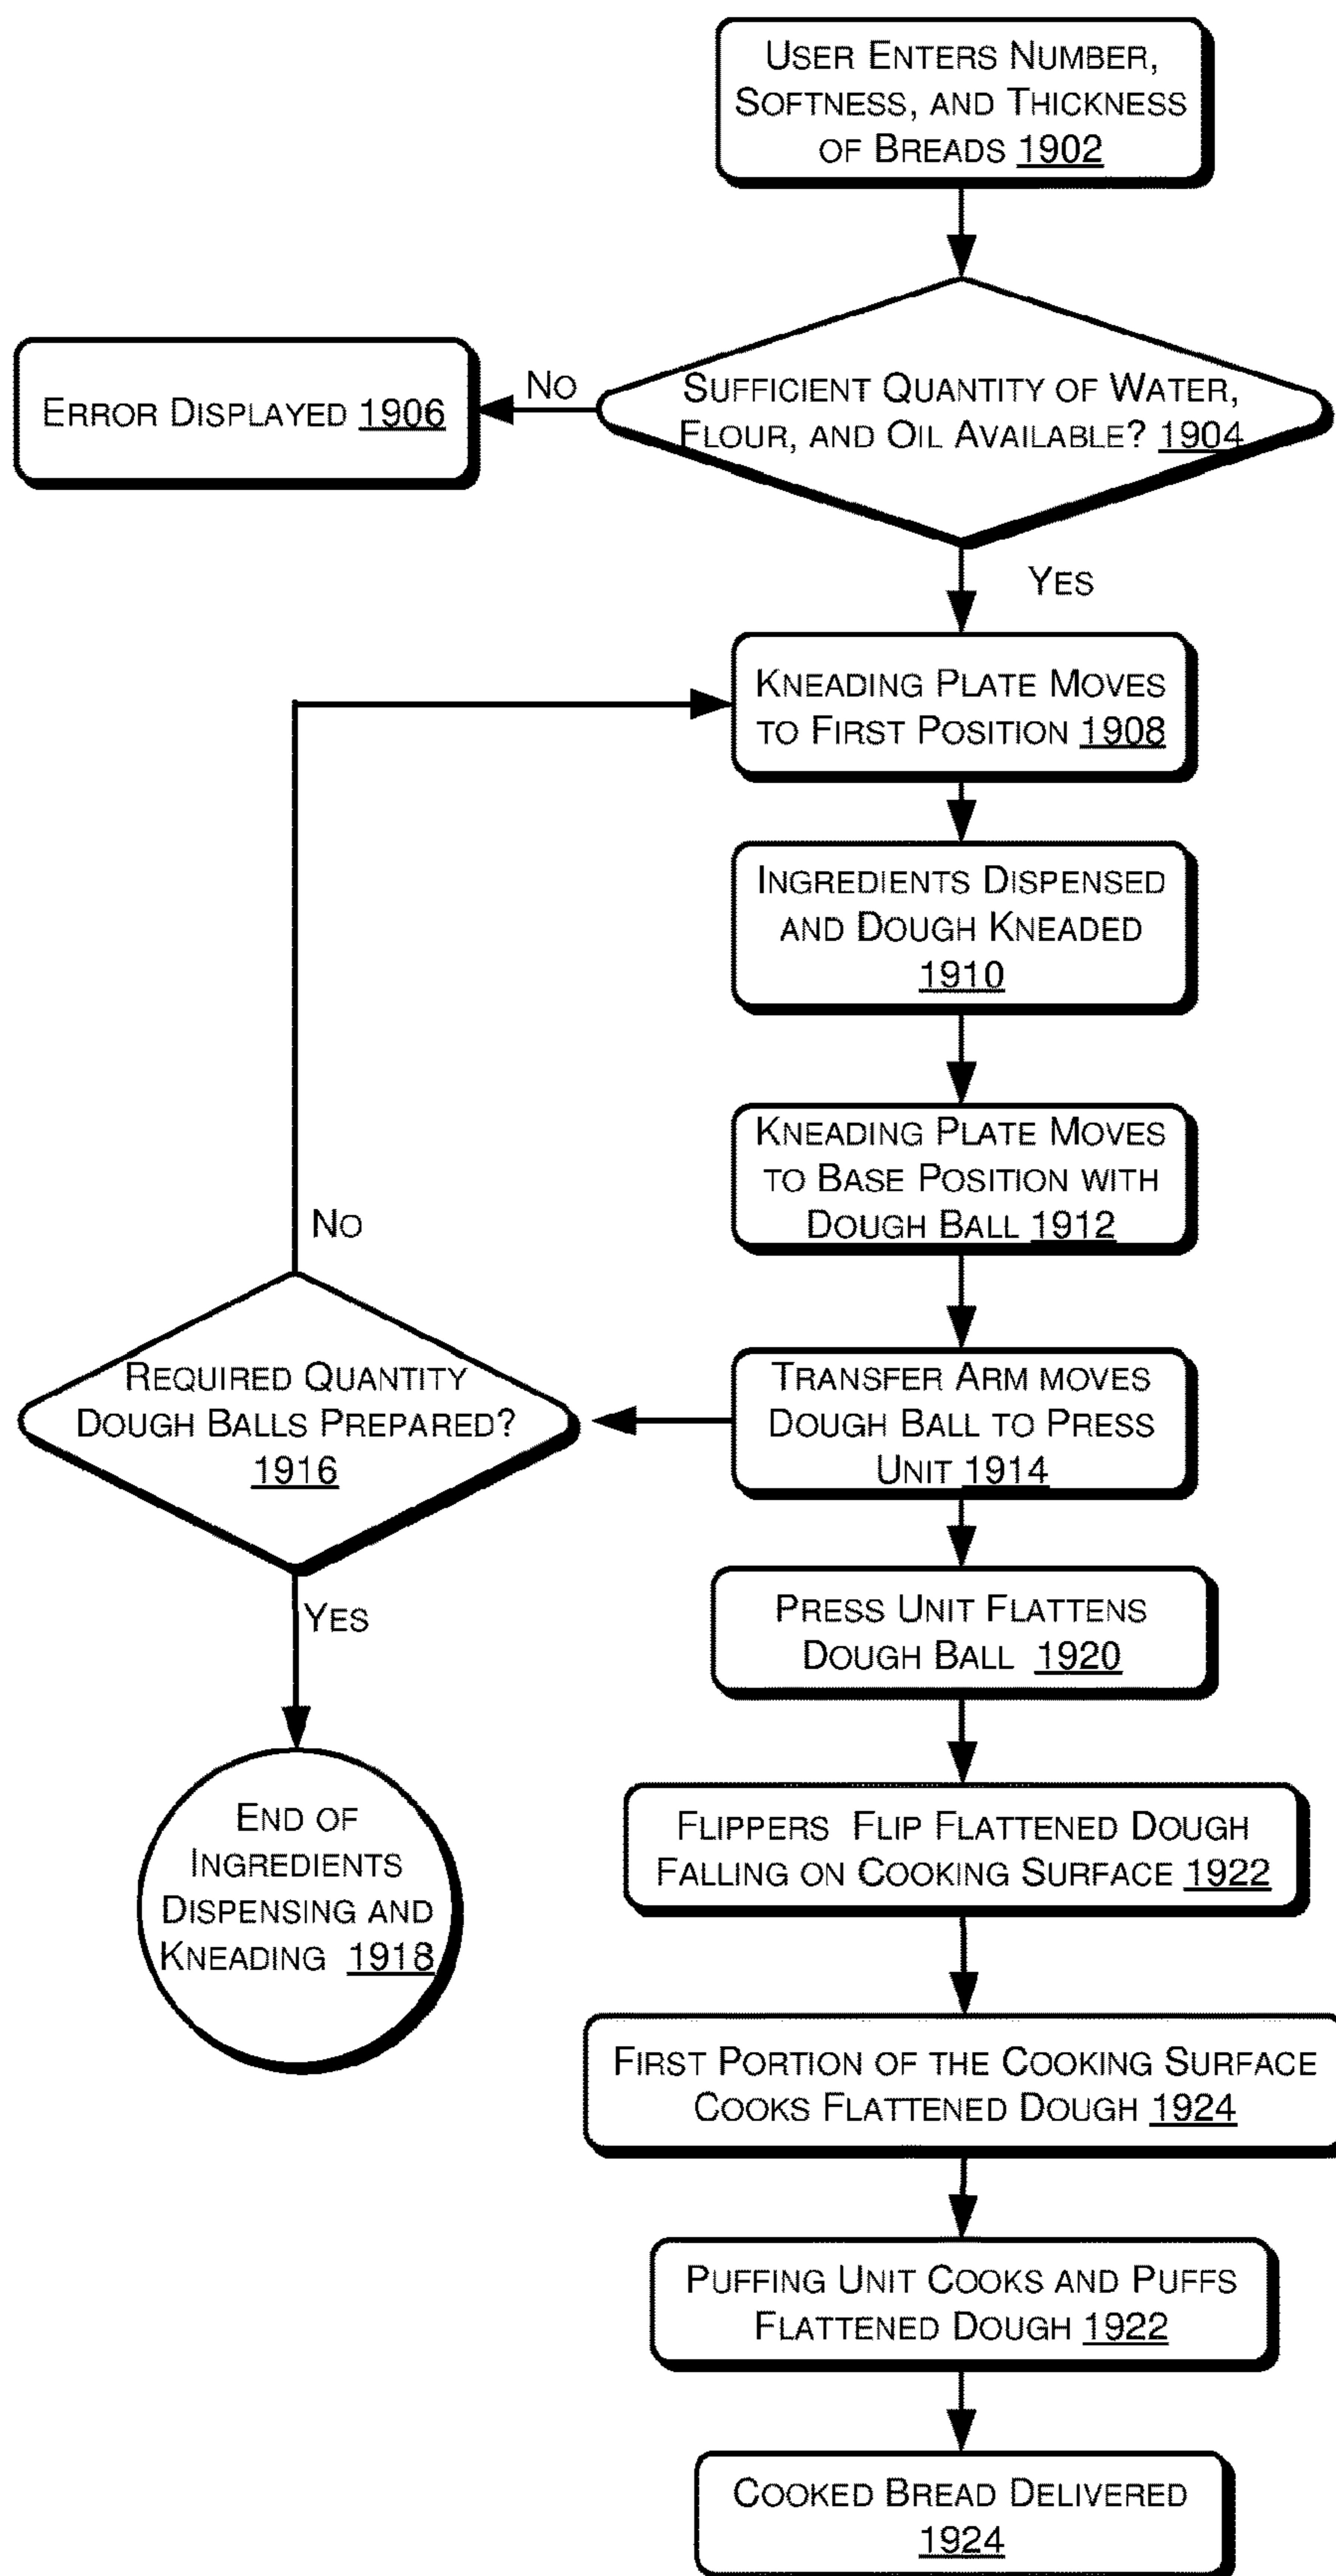 USER ENTERS NUMBER,
SOFTNESS, AND THICKNESS
OF BREADS 1902
SUFFICIENT QUANTITY OF WATER,
FLOUR, AND OIL AVAILABLE? 1904
NO
ERROR DISPLAYED 1906
YES
KNEADING PLATE MOVES
TO FIRST POSITION 1908
INGREDIENTS DISPENSED
AND DOUGH KNEADED
1910
KNEADING PLATE MOVES
TO BASE POSITION WITH
DOUGH BALL 1912
TRANSFER ARM MOVES
DOUGH BALL TO PRESS
UNIT 1914
NO
REQUIRED QUANTITY
DOUGH BALLS PREPARED?
1916
YES
END OF
INGREDIENTS
DISPENSING AND
KNEADING 1918
PRESS UNIT FLATTENS
DOUGH BALL 1920
FLIPPERS FLIP FLATTENED DOUGH
FALLING ON COOKING SURFACE 1922
FIRST PORTION OF THE COOKING SURFACE
COOKS FLATTENED DOUGH 1924
PUFFING UNIT COOKS AND PUFFS
FLATTENED DOUGH 1922
COOKED BREAD DELIVERED
1924